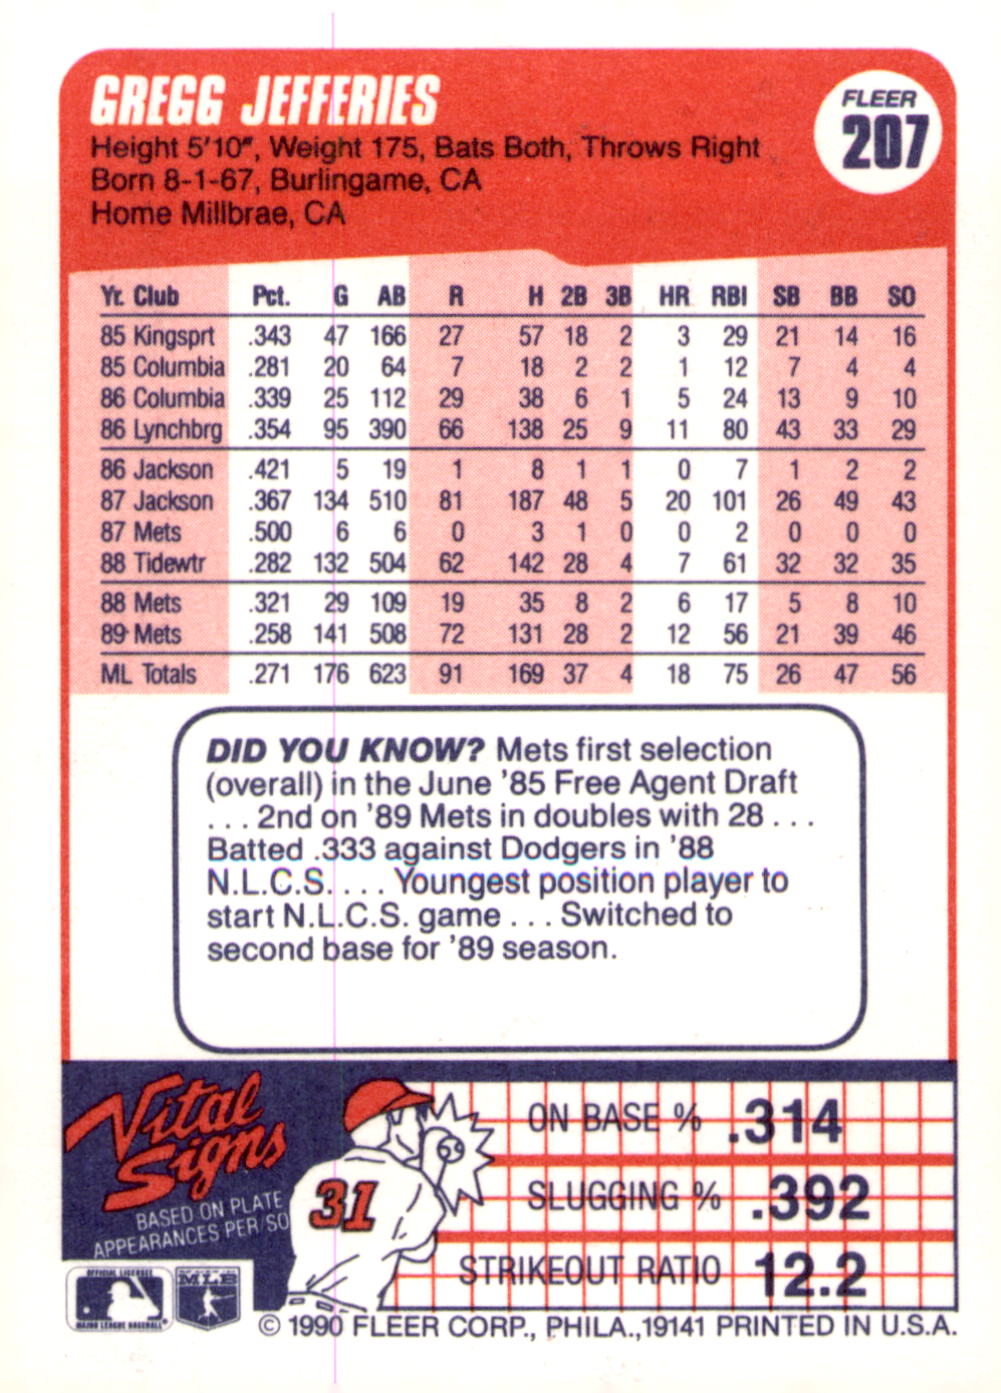 GREGG JEFFERIES
FLEER
207
Height 5'10", Weight 175, Bats Both, Throws Right
Born 8-1-67, Burlingame, CA
Home Millbrae, CA
Yr. Club Pct. G AB R H 2B 3B HR RBI SB BB SO
85 Kingsprt .343 47 166 27 57 18 2 3 29 21 14 16
85 Columbia .281 20 64 7 18 2 2 1 12 7 4 4
86 Columbia .339 25 112 29 38 6 1 5 24 13 9 10
86 Lynchbrg .354 95 390 66 138 25 9 11 80 43 33 29
86 Jackson .421 5 19 1 8 1 1 0 7 1 2 2
87 Jackson .367 134 510 81 187 48 5 20 101 26 49 43
87 Mets .500 6 6 0 3 1 0 0 2 0 0 0
88 Tidewtr .282 132 504 62 142 28 4 7 61 32 32 35
88 Mets .321 29 109 19 35 8 2 6 17 5 8 10
89 Mets .258 141 508 72 131 28 2 12 56 21 39 46
ML Totals .271 176 623 91 169 37 4 18 75 26 47 56
DID YOU KNOW? Mets first selection
(overall) in the June '85 Free Agent Draft
. . . 2nd on '89 Mets in doubles with 28 . . .
Batted .333 against Dodgers in '88
N.L.C.S. . . . Youngest position player to
start N.L.C.S. game . . . Switched to
second base for '89 season.
Vital
Signs
BASED ON PLATE
APPEARANCES PER/SO
31
ON BASE % .314
SLUGGING % .392
STRIKEOUT RATIO 12.2
OFFICIAL LICENSEE
MAJOR LEAGUE BASEBALL
MLB
© 1990 FLEER CORP., PHILA.,19141 PRINTED IN U.S.A.